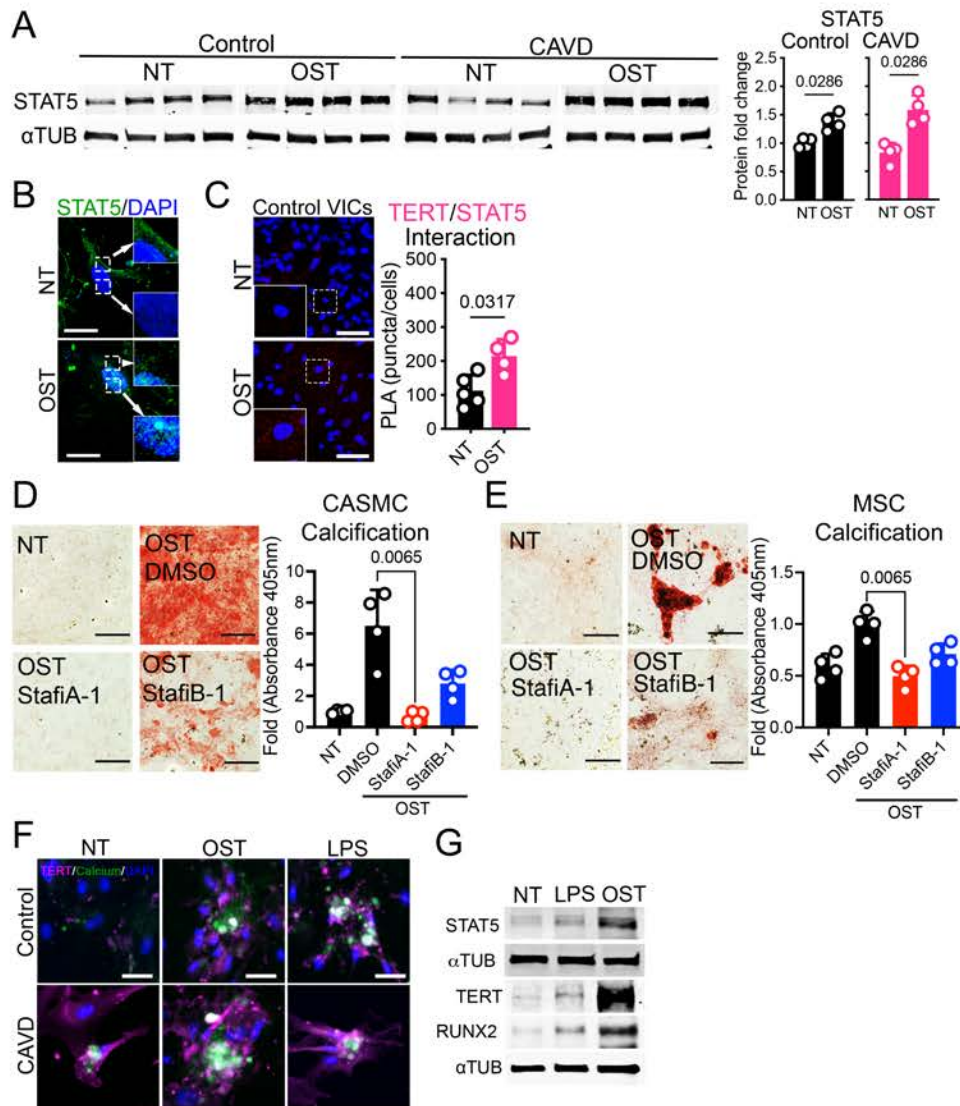 A
Control
CAVD
NT
OST
NT
OST
STAT5
αTUB
STAT5
Control
CAVD
Protein fold change
2.5
2.0
1.5
1.0
0.5
0
0.0286
0.0286
NT
OST
NT
OST
B
STAT5/DAPI
NT
OST
C
Control VICs
NT
OST
TERT/STAT5
Interaction
PLA (puncta/cells)
500
400
300
200
100
0
0.0317
NT
OST
D
NT
OST
DMSO
OST
StafiA-1
OST
StafiB-1
CASMC
Calcification
Fold (Absorbance 405nm)
10
8
6
4
2
0
0.0065
NT
DMSO
StafiA-1
StafiB-1
OST
E
NT
OST
DMSO
OST
StafiA-1
OST
StafiB-1
MSC
Calcification
Fold (Absorbance 405nm)
1.5
1.0
0.5
0.0
0.0065
NT
DMSO
StafiA-1
StafiB-1
OST
F
NT
OST
LPS
TERT/Calcium/DAPI
Control
CAVD
G
NT
LPS
OST
STAT5
αTUB
TERT
RUNX2
αTUB